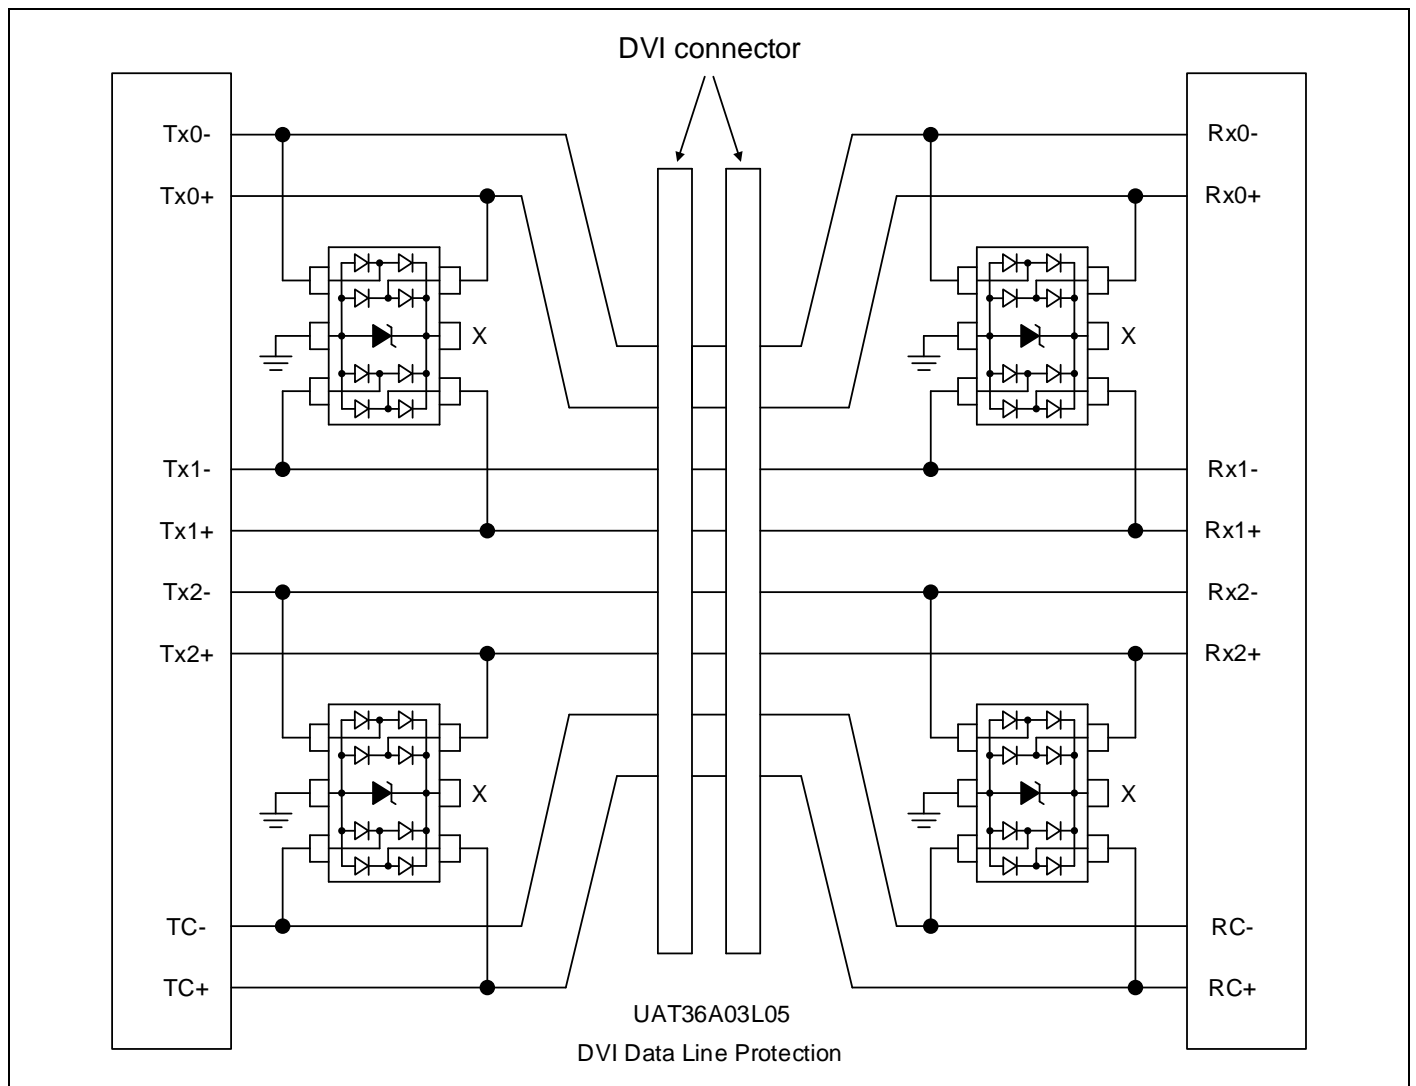 DVI connector
Tx0-
Rx0-
Tx0+
Rx0+
X
X
Tx1-
Rx1-
Tx1+
Rx1+
Tx2-
Rx2-
Tx2+
Rx2+
X
X
TC-
RC-
TC+
RC+
UAT36A03L05
DVI Data Line Protection